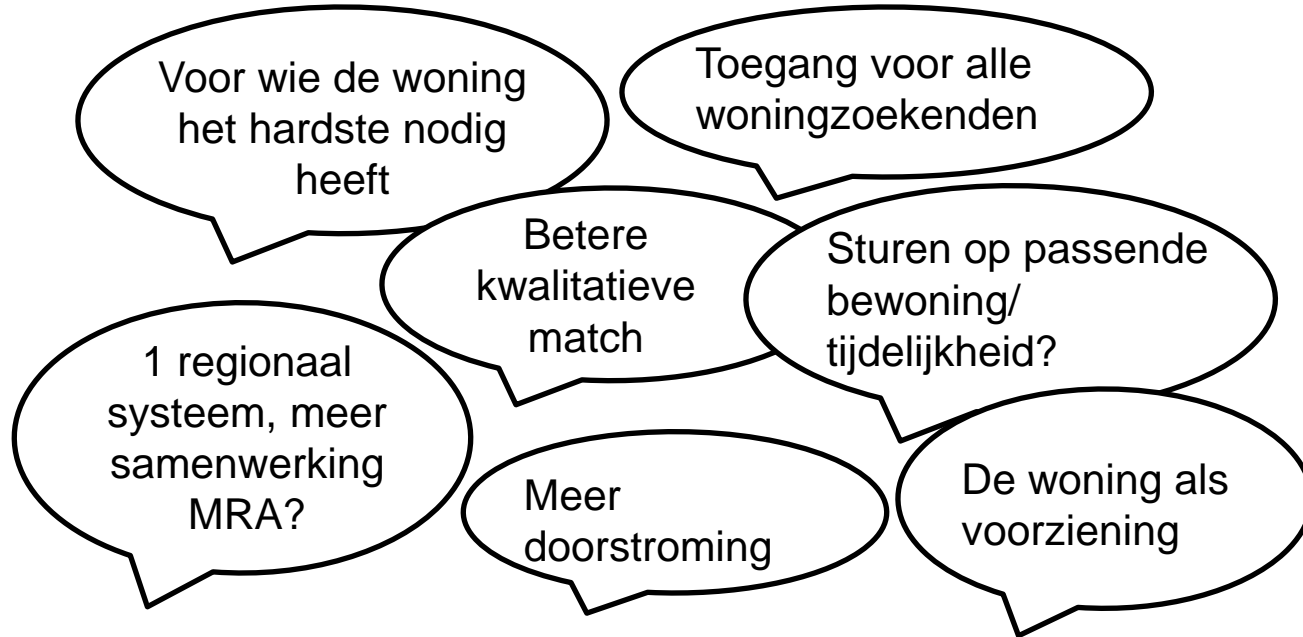 Voor wie de woning
het hardste nodig
heeft
Toegang voor alle
woningzoekenden
Betere
kwalitatieve
match
Sturen op passende
bewoning/
tijdelijkheid?
1 regionaal
systeem, meer
samenwerking
MRA?
Meer
doorstroming
De woning als
voorziening